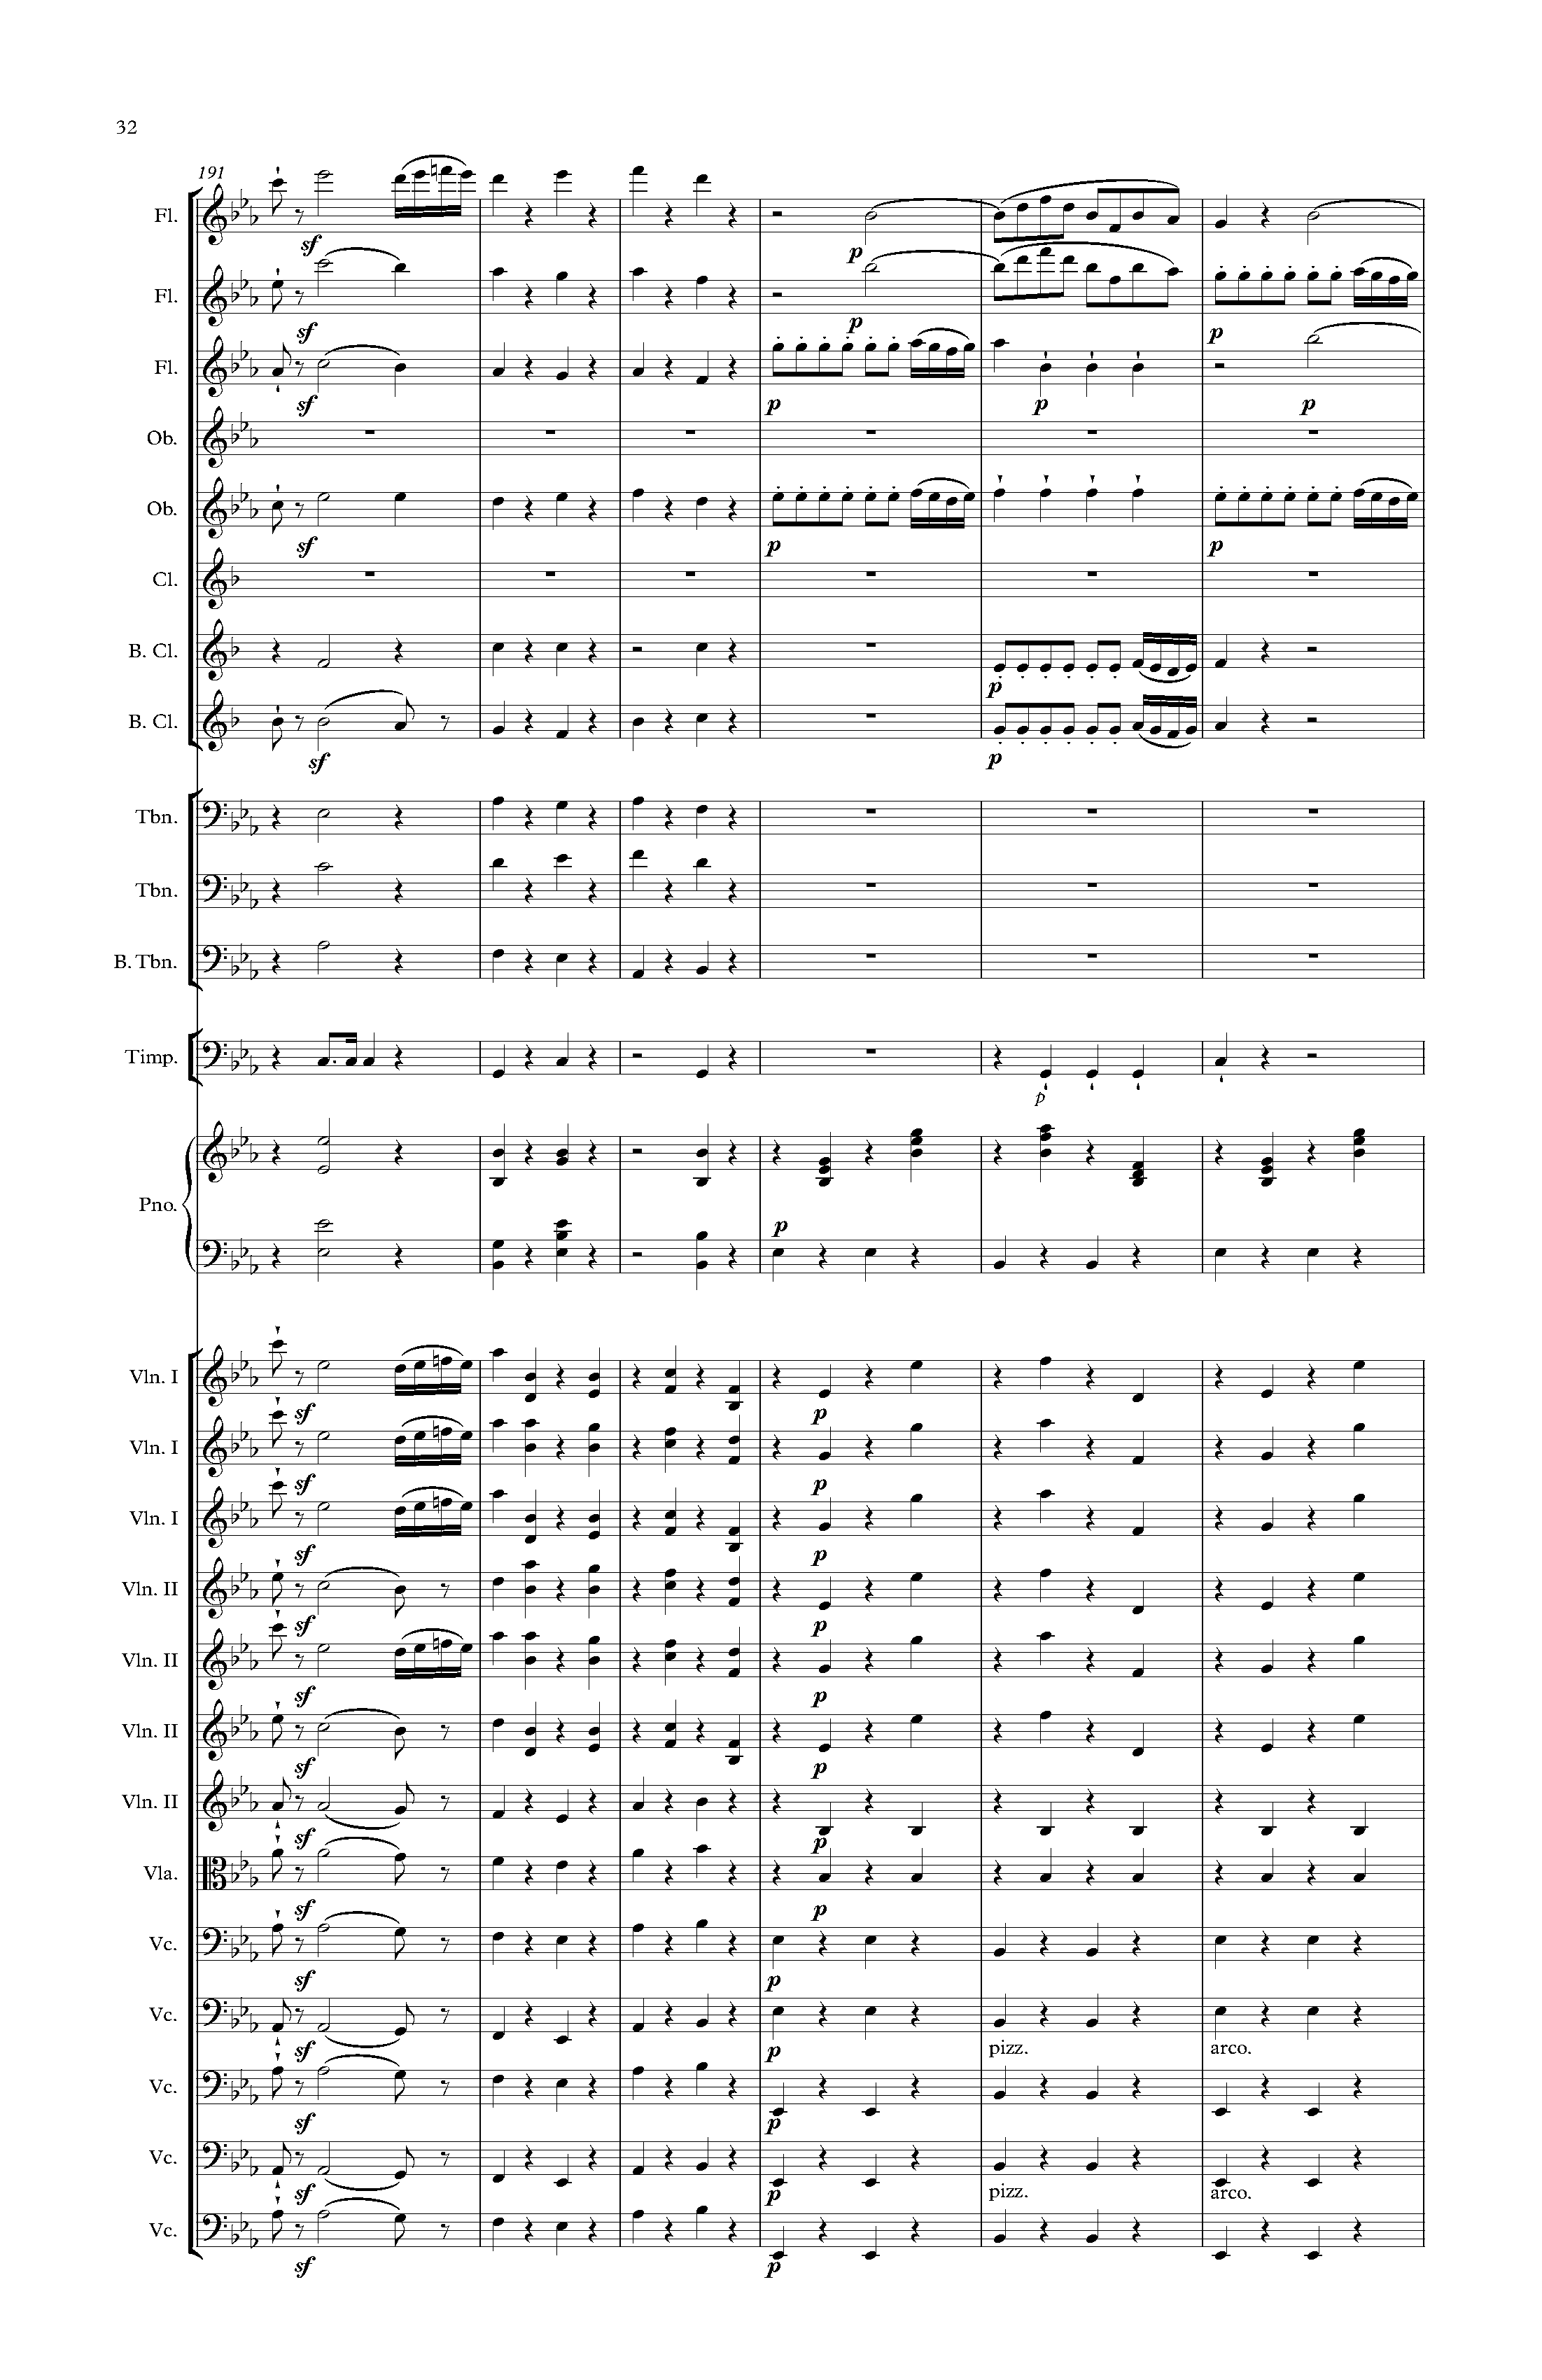 32
191
Fl.
sf
p
Fl.
sf
p
p
Fl.
sf
p
p
p
Ob.
Ob.
sf
p
p
Cl.
B. Cl.
p
B. Cl.
sf
p
Tbn.
Tbn.
B. Tbn.
Timp.
p
Pno.
p
Vln. I
sf
p
Vln. I
sf
p
Vln. I
sf
p
Vln. II
sf
p
Vln. II
sf
p
Vln. II
sf
p
Vln. II
sf
p
Vla.
sf
p
Vc.
sf
p
Vc.
sf
p
pizz.
arco.
Vc.
sf
p
Vc.
sf
p
pizz.
arco.
Vc.
sf
p